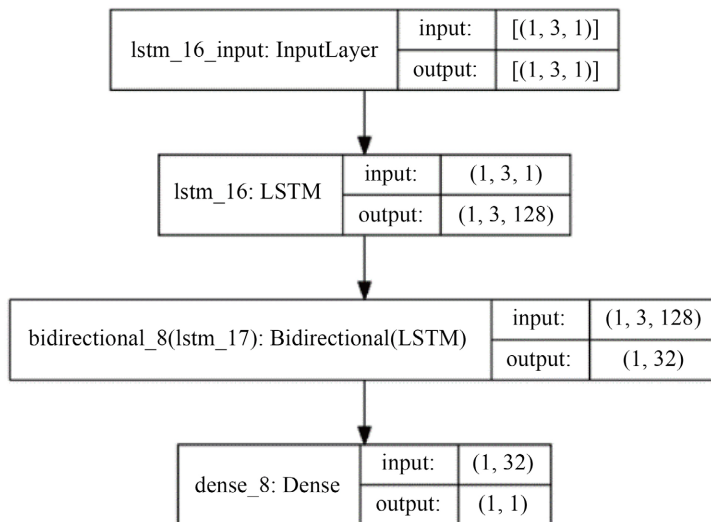 lstm_16_input: InputLayer
input: [(1, 3, 1)]
output: [(1, 3, 1)]
lstm_16: LSTM
input: (1, 3, 1)
output: (1, 3, 128)
bidirectional_8(lstm_17): Bidirectional(LSTM)
input: (1, 3, 128)
output: (1, 32)
dense_8: Dense
input: (1, 32)
output: (1, 1)